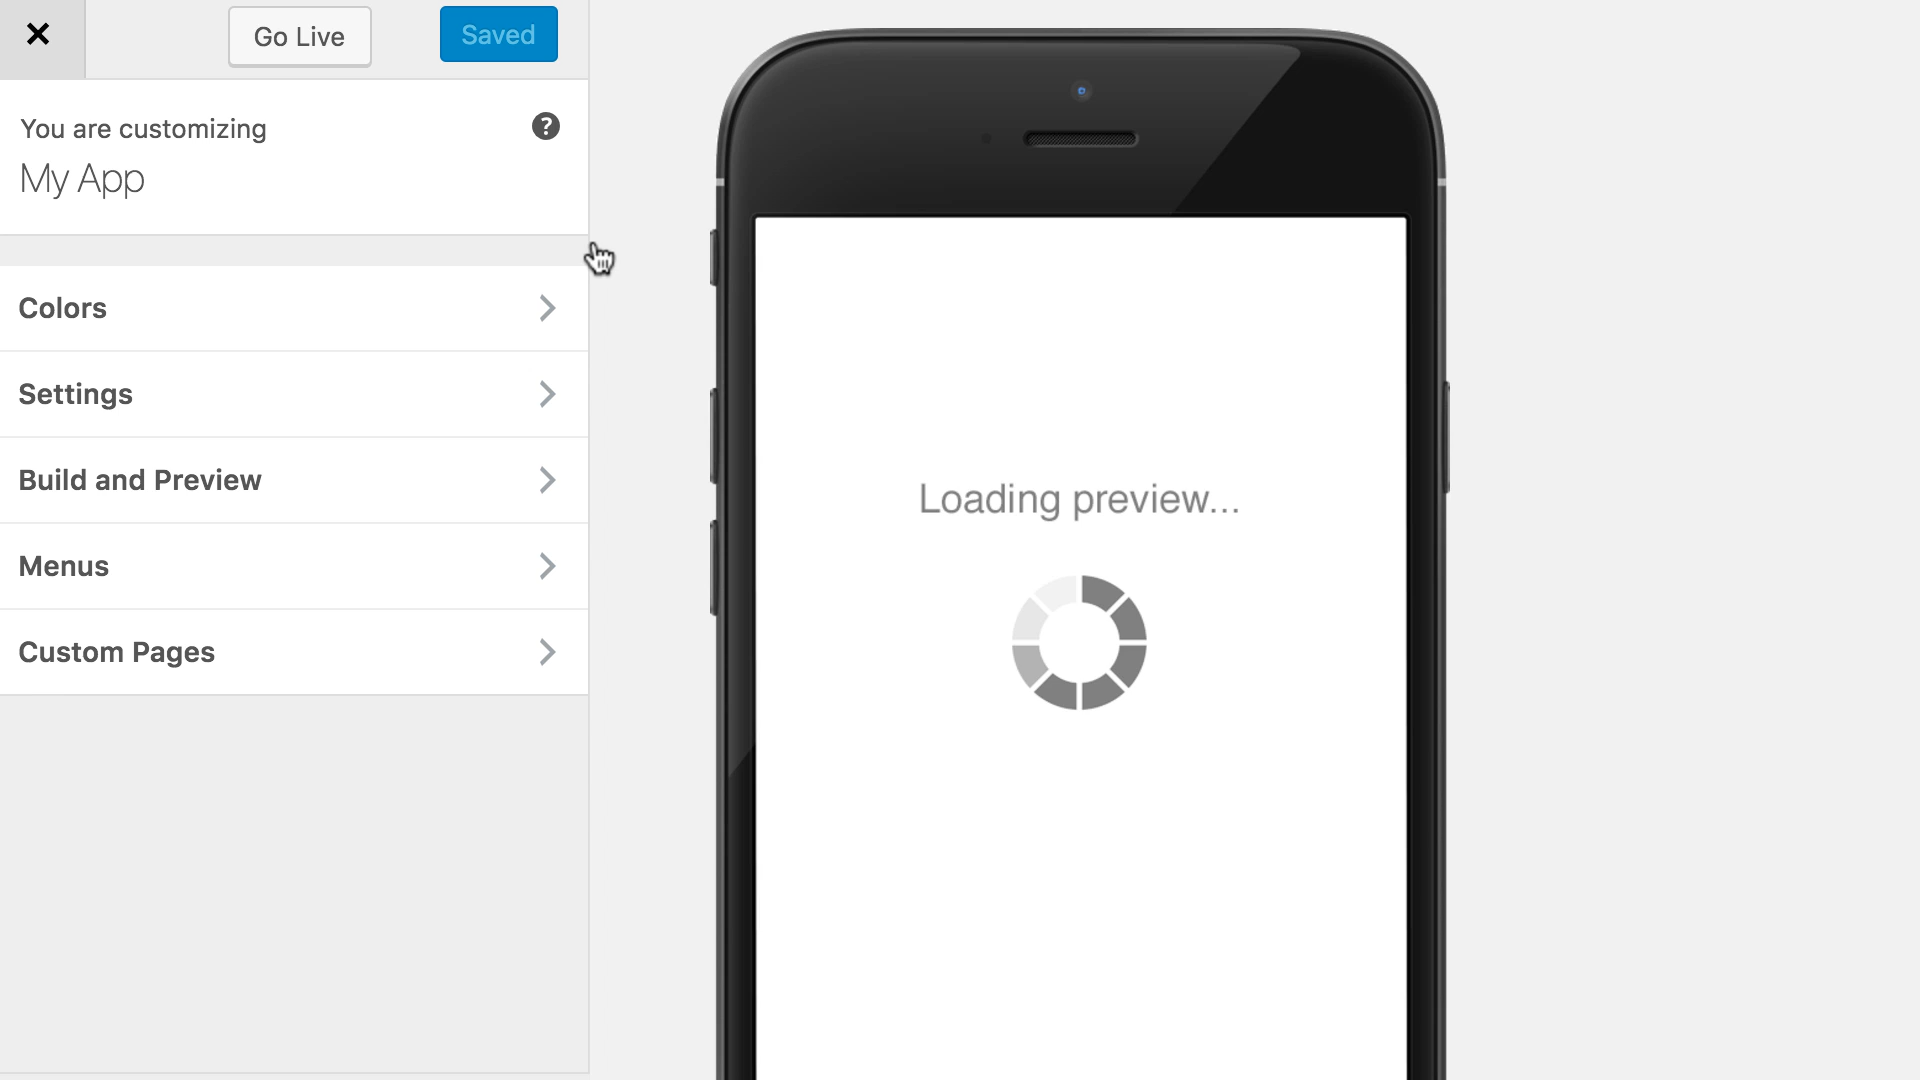 Go Live
Saved
You are customizing
My App
Colors
Settings
Build and Preview
Menus
Custom Pages
Loading preview...